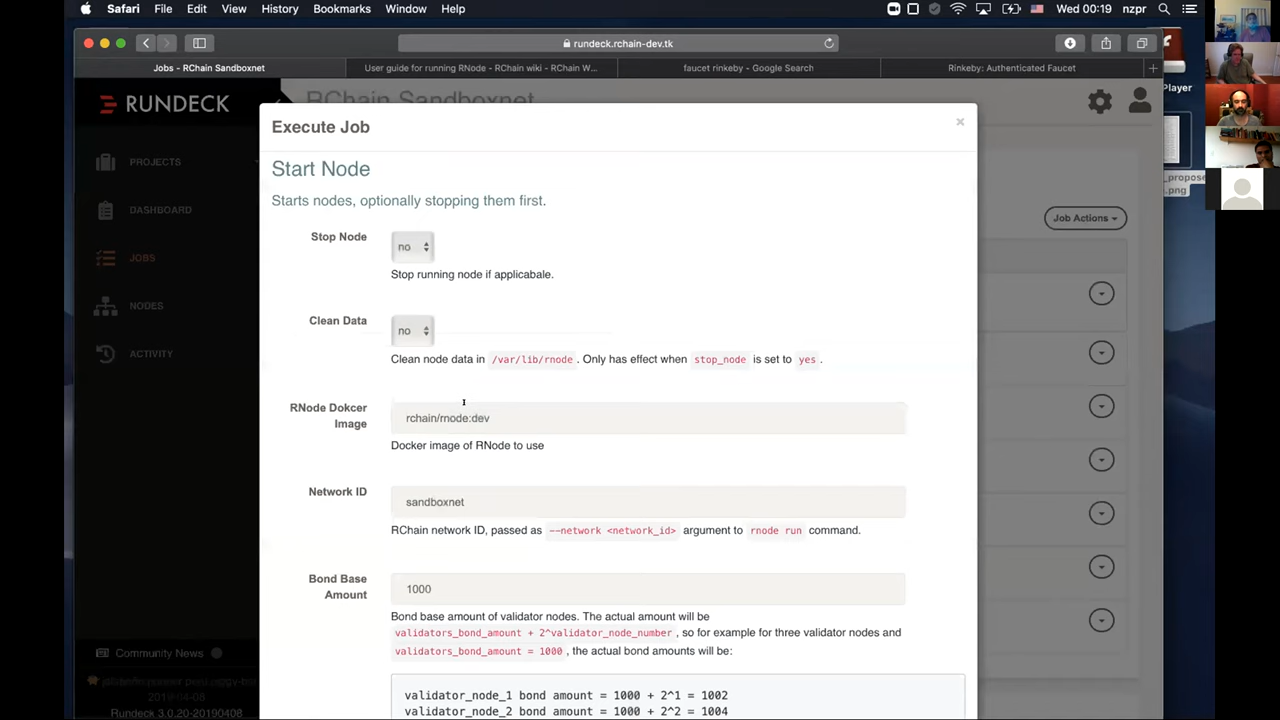 Safari File Edit View History Bookmarks Window Help Wed 00:19 nzpr
rundeck.rchain-dev.tk
Jobs - RChain Sandboxnet User guide for running RNode - RChain wiki - RChain W... faucet rinkeby - Google Search Rinkeby: Authenticated Faucet
Player
RUNDECK RChain Sandboxnet
Execute Job ×
PROJECTS
Start Node
Starts nodes, optionally stopping them first.
DASHBOARD
Job Actions
Stop Node no
Stop running node if applicabale.
JOBS
NODES
Clean Data no
Clean node data in /var/lib/rnode . Only has effect when stop_node is set to yes .
ACTIVITY
RNode Dokcer
Image
rchain/rnode:dev
Docker image of RNode to use
Network ID sandboxnet
RChain network ID, passed as --network <network_id> argument to rnode run command.
Bond Base
Amount
1000
Bond base amount of validator nodes. The actual amount will be
validators_bond_amount + 2^validator_node_number , so for example for three validator nodes and
validators_bond_amount = 1000 , the actual bond amounts will be:
validator_node_1 bond amount = 1000 + 2^1 = 1002
validator_node_2 bond amount = 1000 + 2^2 = 1004
Community News
2019-04-08
Rundeck 3.0.20-20190408
_propose
.png